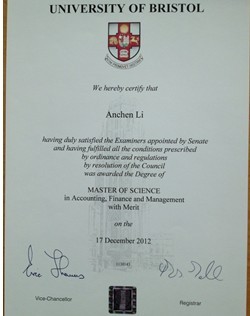 UNIVERSITY OF BRISTOL
We hereby certify that
Anchen Li
having duly satisfied the Examiners appointed by Senate
and having fulfilled all the conditions prescribed
by ordinance and regulations
by resolution of the Council
was awarded the Degree of
MASTER OF SCIENCE
in Accounting, Finance and Management
with Merit
on the
17 December 2012
Vice-Chancellor
Registrar